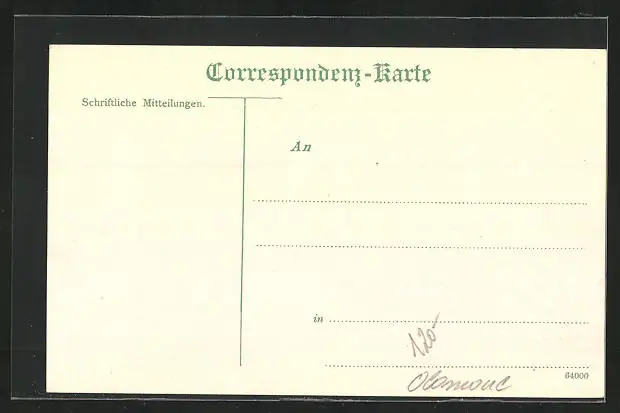 Correspondenz-Karte
Schriftliche Mitteilungen.
An
in
120-
Olomouc
64000